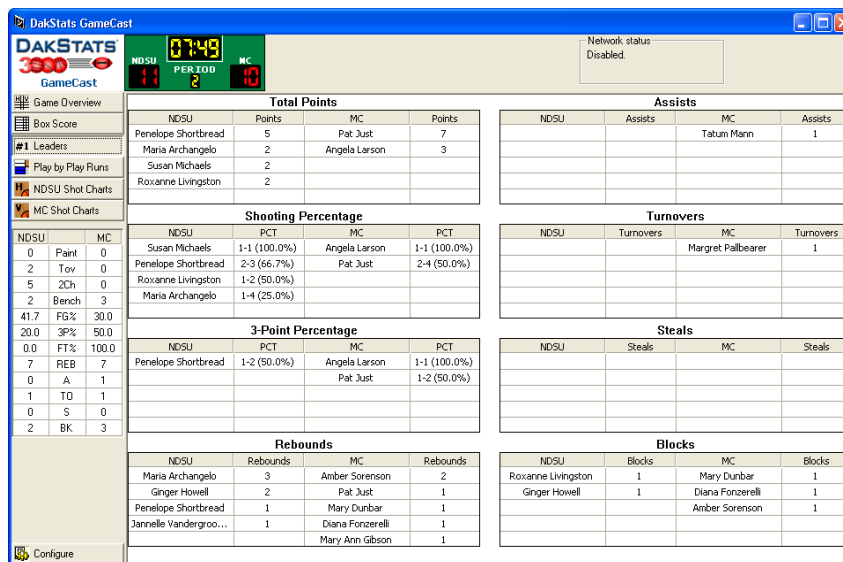 DakStats GameCast
DAKSTATS
3000
GameCast
NDSU 07:49 MC
11 PERIOD 10
2
Network status
Disabled.
Game Overview
Box Score
#1 Leaders
Play by Play Runs
H NDSU Shot Charts
V MC Shot Charts
NDSU MC
0 Paint 0
2 Tov 0
5 2Ch 0
2 Bench 3
41.7 FG% 30.0
20.0 3P% 50.0
0.0 FT% 100.0
7 REB 7
0 A 1
1 TO 1
0 S 0
2 BK 3
Configure
Total Points
NDSU Points MC Points
Penelope Shortbread 5 Pat Just 7
Maria Archangelo 2 Angela Larson 3
Susan Michaels 2
Roxanne Livingston 2
Assists
NDSU Assists MC Assists
Tatum Mann 1
Shooting Percentage
NDSU PCT MC PCT
Susan Michaels 1-1 (100.0%) Angela Larson 1-1 (100.0%)
Penelope Shortbread 2-3 (66.7%) Pat Just 2-4 (50.0%)
Roxanne Livingston 1-2 (50.0%)
Maria Archangelo 1-4 (25.0%)
Turnovers
NDSU Turnovers MC Turnovers
Margret Pallbearer 1
3-Point Percentage
NDSU PCT MC PCT
Penelope Shortbread 1-2 (50.0%) Angela Larson 1-1 (100.0%)
Pat Just 1-2 (50.0%)
Steals
NDSU Steals MC Steals
Rebounds
NDSU Rebounds MC Rebounds
Maria Archangelo 3 Amber Sorenson 2
Ginger Howell 2 Pat Just 1
Penelope Shortbread 1 Mary Dunbar 1
Jannelle Vandergroo... 1 Diana Fonzerelli 1
Mary Ann Gibson 1
Blocks
NDSU Blocks MC Blocks
Roxanne Livingston 1 Mary Dunbar 1
Ginger Howell 1 Diana Fonzerelli 1
Amber Sorenson 1